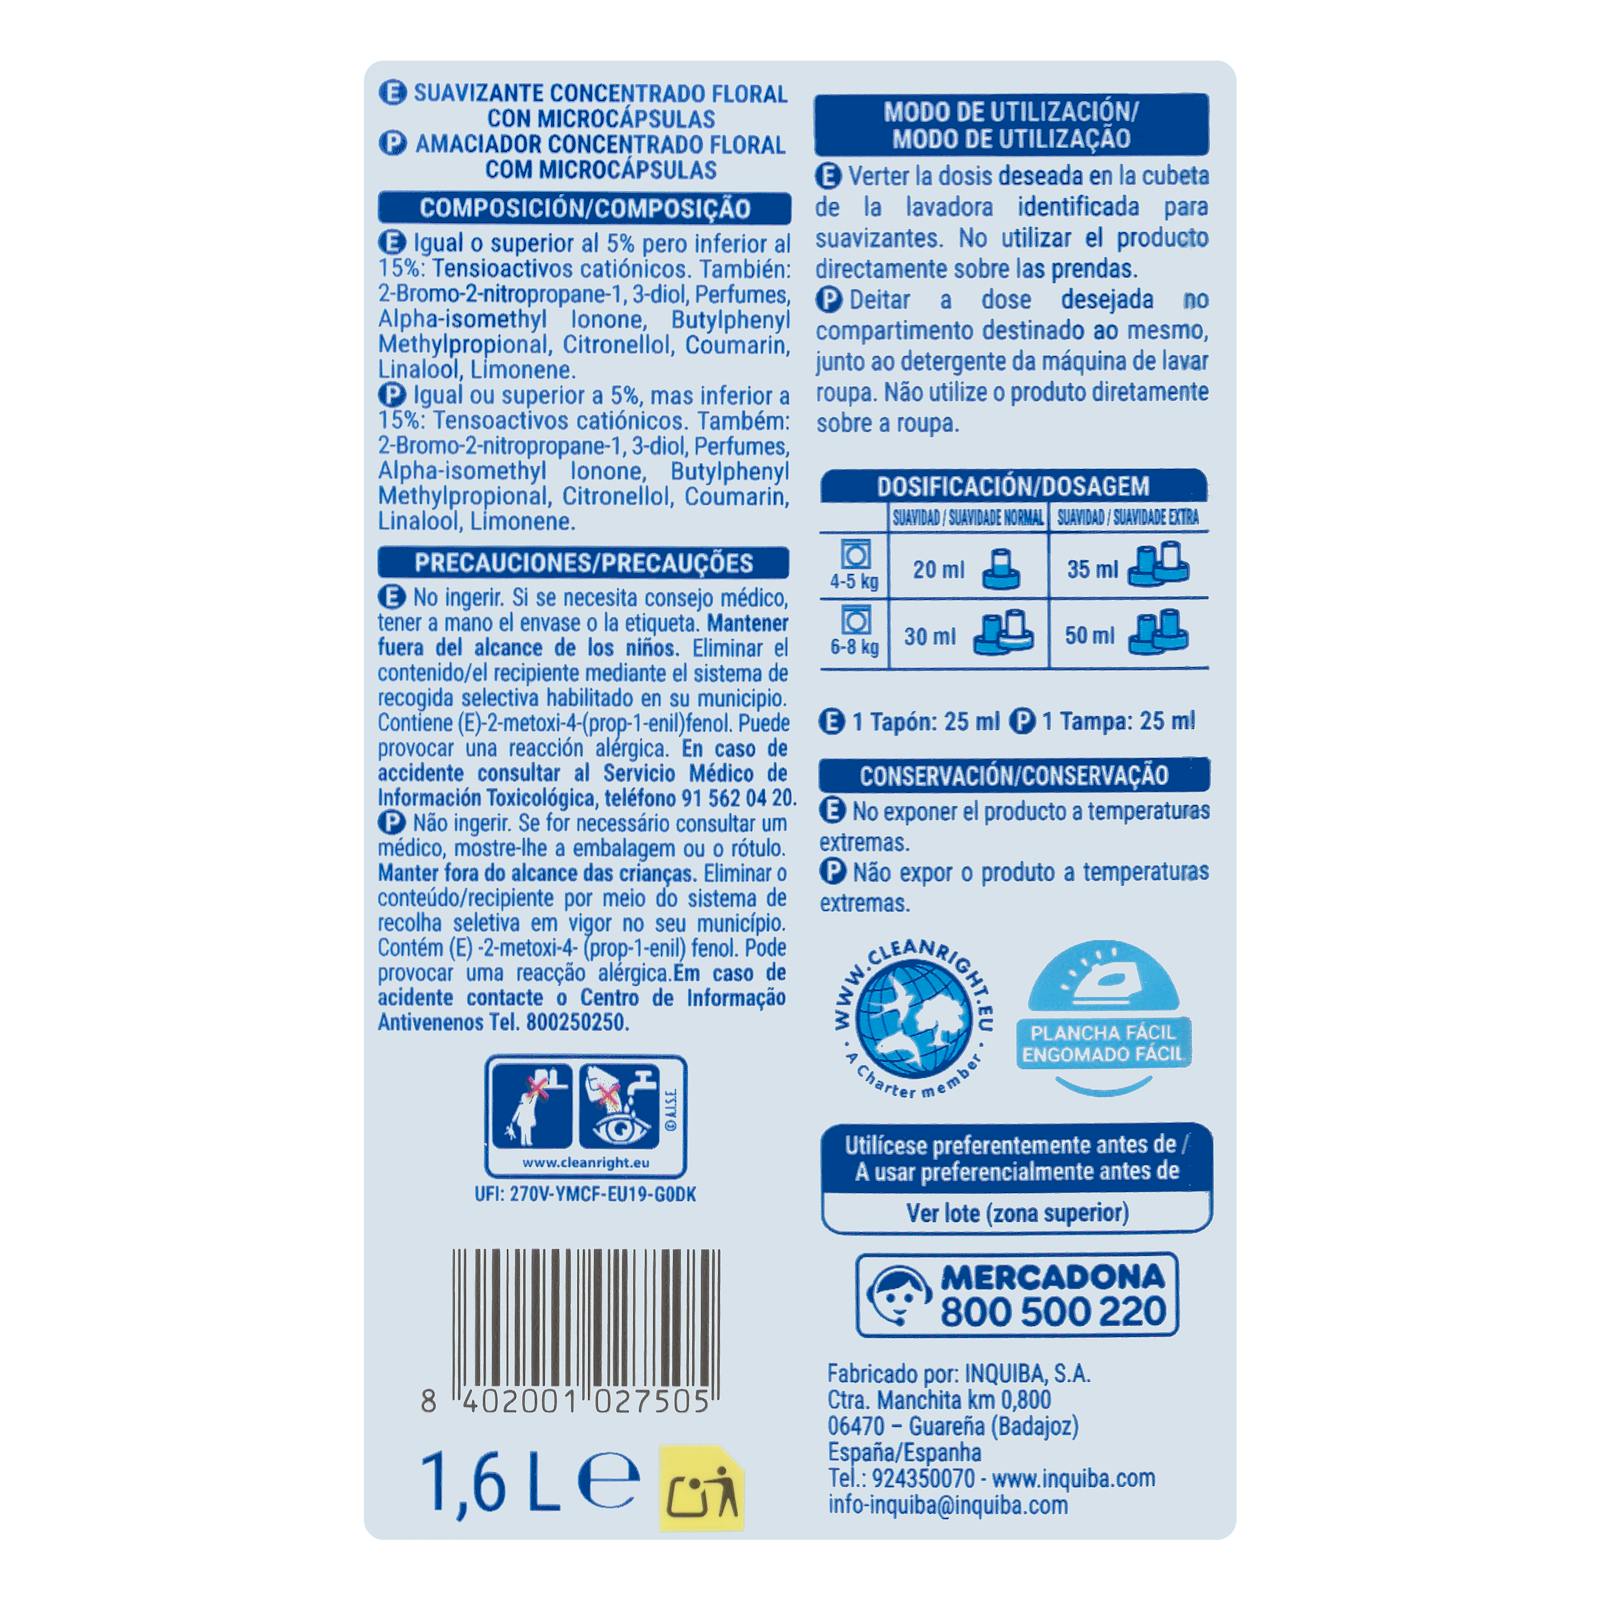 E SUAVIZANTE CONCENTRADO FLORAL
CON MICROCÁPSULAS
P AMACIADOR CONCENTRADO FLORAL
COM MICROCÁPSULAS
COMPOSICIÓN/COMPOSIÇÃO
E Igual o superior al 5% pero inferior al
15%: Tensioactivos catiónicos. También:
2-Bromo-2-nitropropane-1, 3-diol, Perfumes,
Alpha-isomethyl Ionone, Butylphenyl
Methylpropional, Citronellol, Coumarin,
Linalool, Limonene.
P Igual ou superior a 5%, mas inferior a
15%: Tensoactivos catiónicos. Também:
2-Bromo-2-nitropropane-1, 3-diol, Perfumes,
Alpha-isomethyl Ionone, Butylphenyl
Methylpropional, Citronellol, Coumarin,
Linalool, Limonene.
PRECAUCIONES/PRECAUÇÕES
E No ingerir. Si se necesita consejo médico,
tener a mano el envase o la etiqueta. Mantener
fuera del alcance de los niños. Eliminar el
contenido/el recipiente mediante el sistema de
recogida selectiva habilitado en su municipio.
Contiene (E)-2-metoxi-4-(prop-1-enil)fenol. Puede
provocar una reacción alérgica. En caso de
accidente consultar al Servicio Médico de
Información Toxicológica, teléfono 91 562 04 20.
P Não ingerir. Se for necessário consultar um
médico, mostre-lhe a embalagem ou o rótulo.
Manter fora do alcance das crianças. Eliminar o
conteúdo/recipiente por meio do sistema de
recolha seletiva em vigor no seu município.
Contém (E) -2-metoxi-4- (prop-1-enil) fenol. Pode
provocar uma reacção alérgica.Em caso de
acidente contacte o Centro de Informação
Antivenenos Tel. 800250250.
© A.I.S.E.
www.cleanright.eu
UFI: 270V-YMCF-EU19-G0DK
8 402001 027505
1,6 L e
MODO DE UTILIZACIÓN/
MODO DE UTILIZAÇÃO
E Verter la dosis deseada en la cubeta
de la lavadora identificada para
suavizantes. No utilizar el producto
directamente sobre las prendas.
P Deitar a dose desejada no
compartimento destinado ao mesmo,
junto ao detergente da máquina de lavar
roupa. Não utilize o produto diretamente
sobre a roupa.
DOSIFICACIÓN/DOSAGEM
SUAVIDAD / SUAVIDADE NORMAL SUAVIDAD / SUAVIDADE EXTRA
4-5 kg 20 ml 35 ml
6-8 kg 30 ml 50 ml
E 1 Tapón: 25 ml P 1 Tampa: 25 ml
CONSERVACIÓN/CONSERVAÇÃO
E No exponer el producto a temperaturas
extremas.
P Não expor o produto a temperaturas
extremas.
WWW.CLEANRIGHT.EU
• A Charter member •
PLANCHA FÁCIL
ENGOMADO FÁCIL
Utilícese preferentemente antes de /
A usar preferencialmente antes de
Ver lote (zona superior)
MERCADONA
800 500 220
Fabricado por: INQUIBA, S.A.
Ctra. Manchita km 0,800
06470 – Guareña (Badajoz)
España/Espanha
Tel.: 924350070 - www.inquiba.com
info-inquiba@inquiba.com